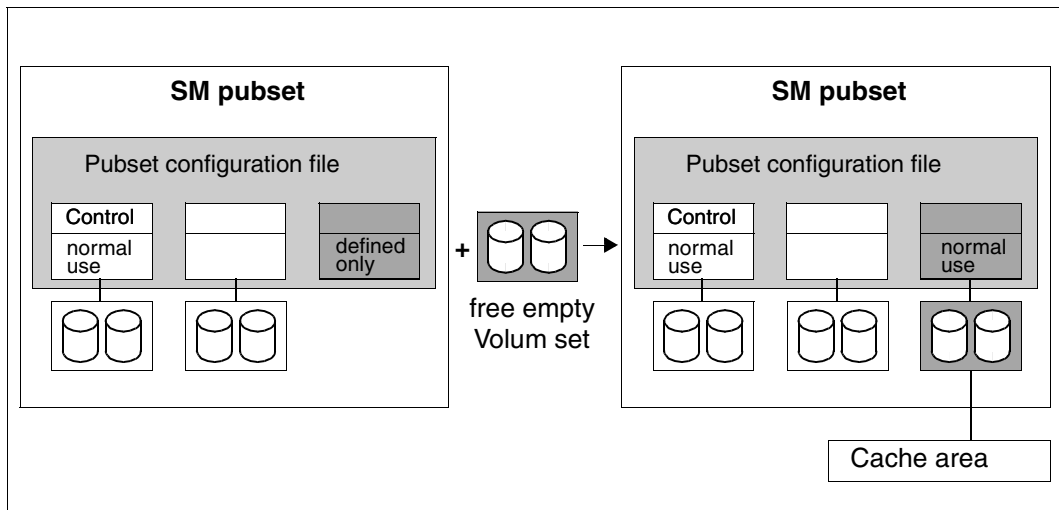 SM pubset
Pubset configuration file
Control
normal
use
defined
only
+
free empty
Volum set
SM pubset
Pubset configuration file
Control
normal
use
normal
use
Cache area